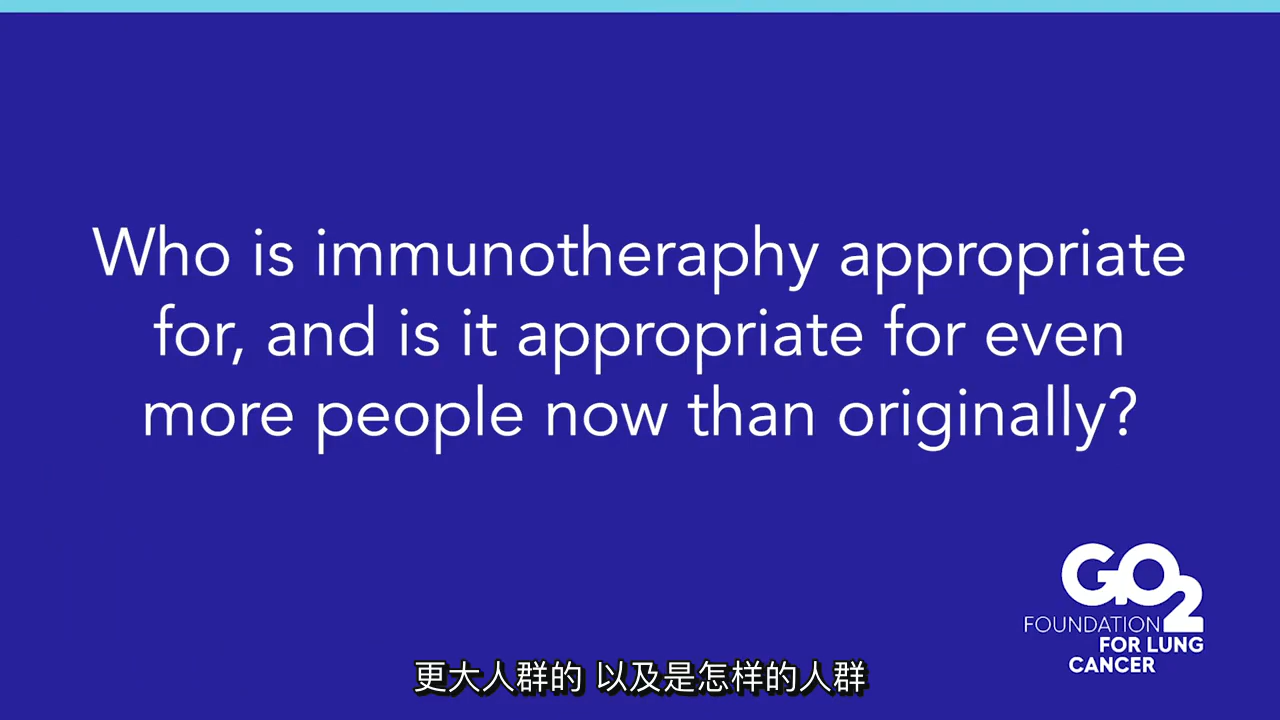 Who is immunotheraphy appropriate
for, and is it appropriate for even
more people now than originally?
GO2
FOUNDATION
FOR LUNG
CANCER
更大人群的 以及是怎样的人群